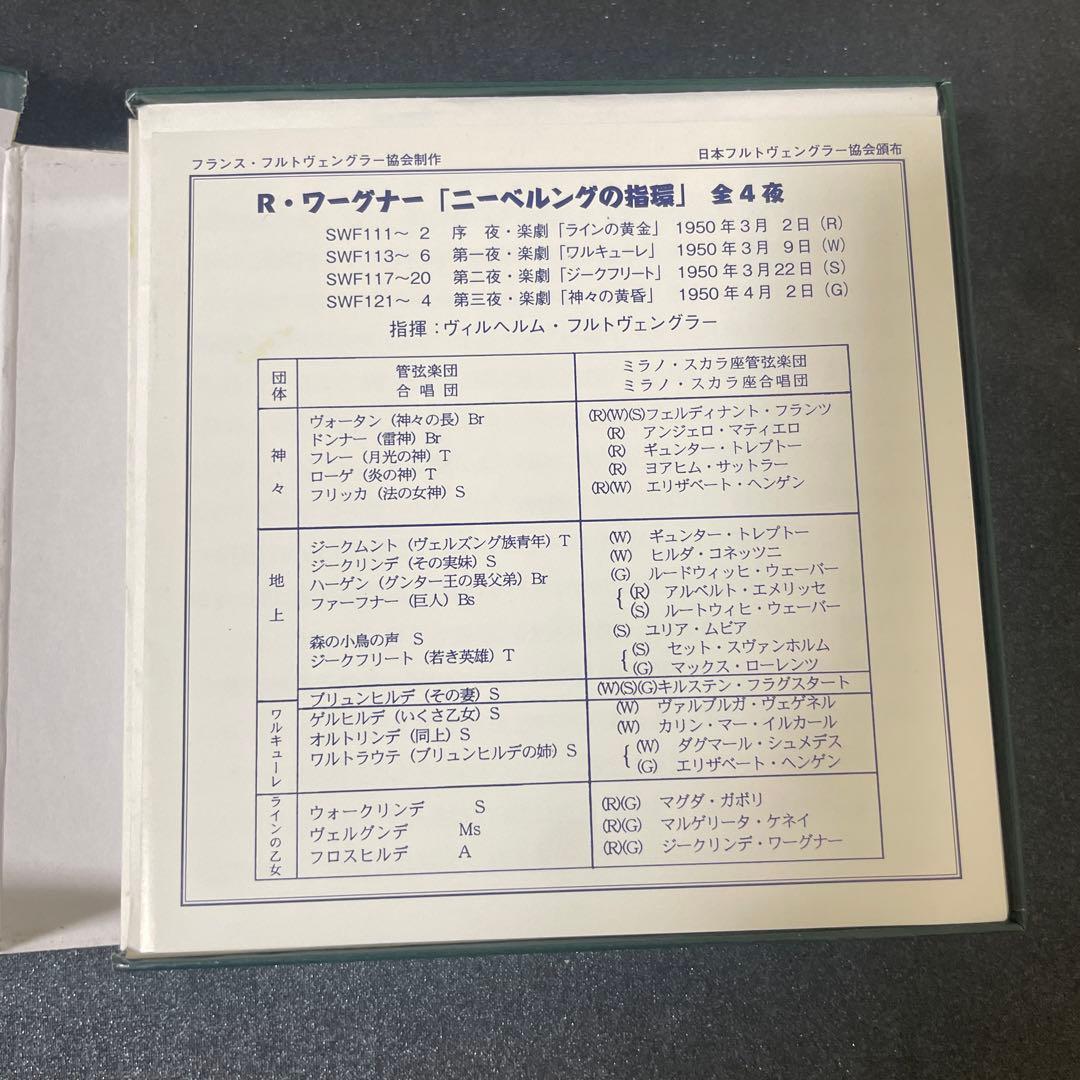 フランス・フルトヴェングラー協会制作 日本フルトヴェングラー協会頒布
R・ワーグナー「ニーベルングの指環」 全4夜
SWF111～ 2 序 夜・楽劇「ラインの黄金」 1950年3月 2日(R)
SWF113～ 6 第一夜・楽劇「ワルキューレ」 1950年3月 9日(W)
SWF117～20 第二夜・楽劇「ジークフリート」 1950年3月22日(S)
SWF121～ 4 第三夜・楽劇「神々の黄昏」 1950年4月 2日(G)
指揮：ヴィルヘルム・フルトヴェングラー
団体 管弦楽団 ミラノ・スカラ座管弦楽団
合唱団 ミラノ・スカラ座合唱団
神々
ヴォータン（神々の長）Br (R)(W)(S)フェルディナント・フランツ
ドンナー（雷神）Br (R) アンジェロ・マティエロ
フレー（月光の神）T (R) ギュンター・トレプトー
ローゲ（炎の神）T (R) ヨアヒム・サットラー
フリッカ（法の女神）S (R)(W) エリザベート・ヘンゲン
地上
ジークムント（ヴェルズング族青年）T (W) ギュンター・トレプトー
ジークリンデ（その実妹）S (W) ヒルダ・コネッツニ
ハーゲン（グンター王の異父弟）Br (G) ルードウィッヒ・ウェーバー
ファーフナー（巨人）Bs { (R) アルベルト・エメリッセ
(S) ルートウィヒ・ウェーバー
森の小鳥の声 S (S) ユリア・ムビア
ジークフリート（若き英雄）T { (S) セット・スヴァンホルム
(G) マックス・ローレンツ
ブリュンヒルデ（その妻）S (W)(S)(G)キルステン・フラグスタート
ワルキューレ
ゲルヒルデ（いくさ乙女）S (W) ヴァルブルガ・ヴェゲネル
オルトリンデ（同上）S (W) カリン・マー・イルカール
ワルトラウテ（ブリュンヒルデの姉）S { (W) ダグマール・シュメデス
(G) エリザベート・ヘンゲン
ラインの乙女
ウォークリンデ S (R)(G) マグダ・ガボリ
ヴェルグンデ Ms (R)(G) マルゲリータ・ケネイ
フロスヒルデ A (R)(G) ジークリンデ・ワーグナー